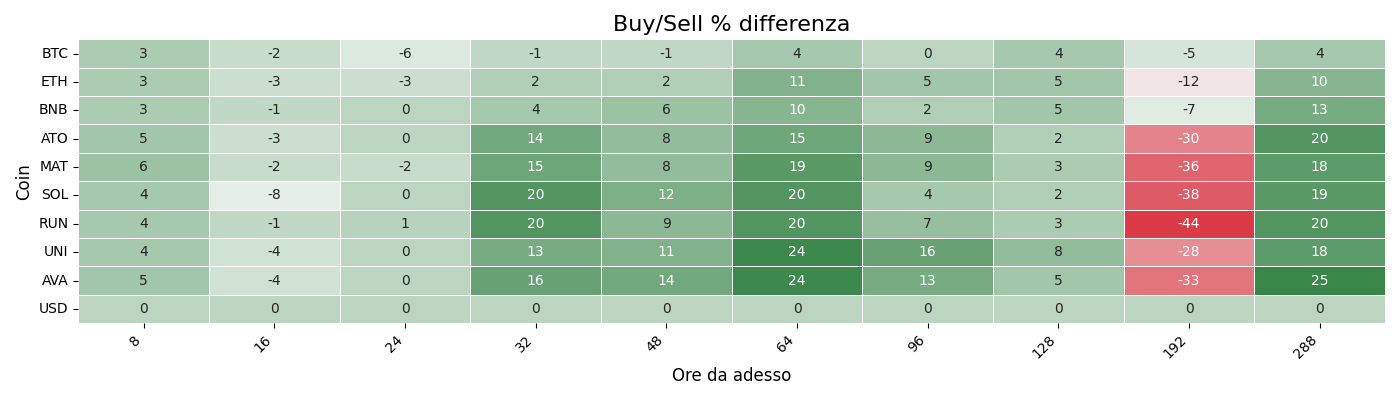 Buy/Sell % differenza
Coin
BTC 3 -2 -6 -1 -1 4 0 4 -5 4
ETH 3 -3 -3 2 2 11 5 5 -12 10
BNB 3 -1 0 4 6 10 2 5 -7 13
ATO 5 -3 0 14 8 15 9 2 -30 20
MAT 6 -2 -2 15 8 19 9 3 -36 18
SOL 4 -8 0 20 12 20 4 2 -38 19
RUN 4 -1 1 20 9 20 7 3 -44 20
UNI 4 -4 0 13 11 24 16 8 -28 18
AVA 5 -4 0 16 14 24 13 5 -33 25
USD 0 0 0 0 0 0 0 0 0 0
8 16 24 32 48 64 96 128 192 288
Ore da adesso